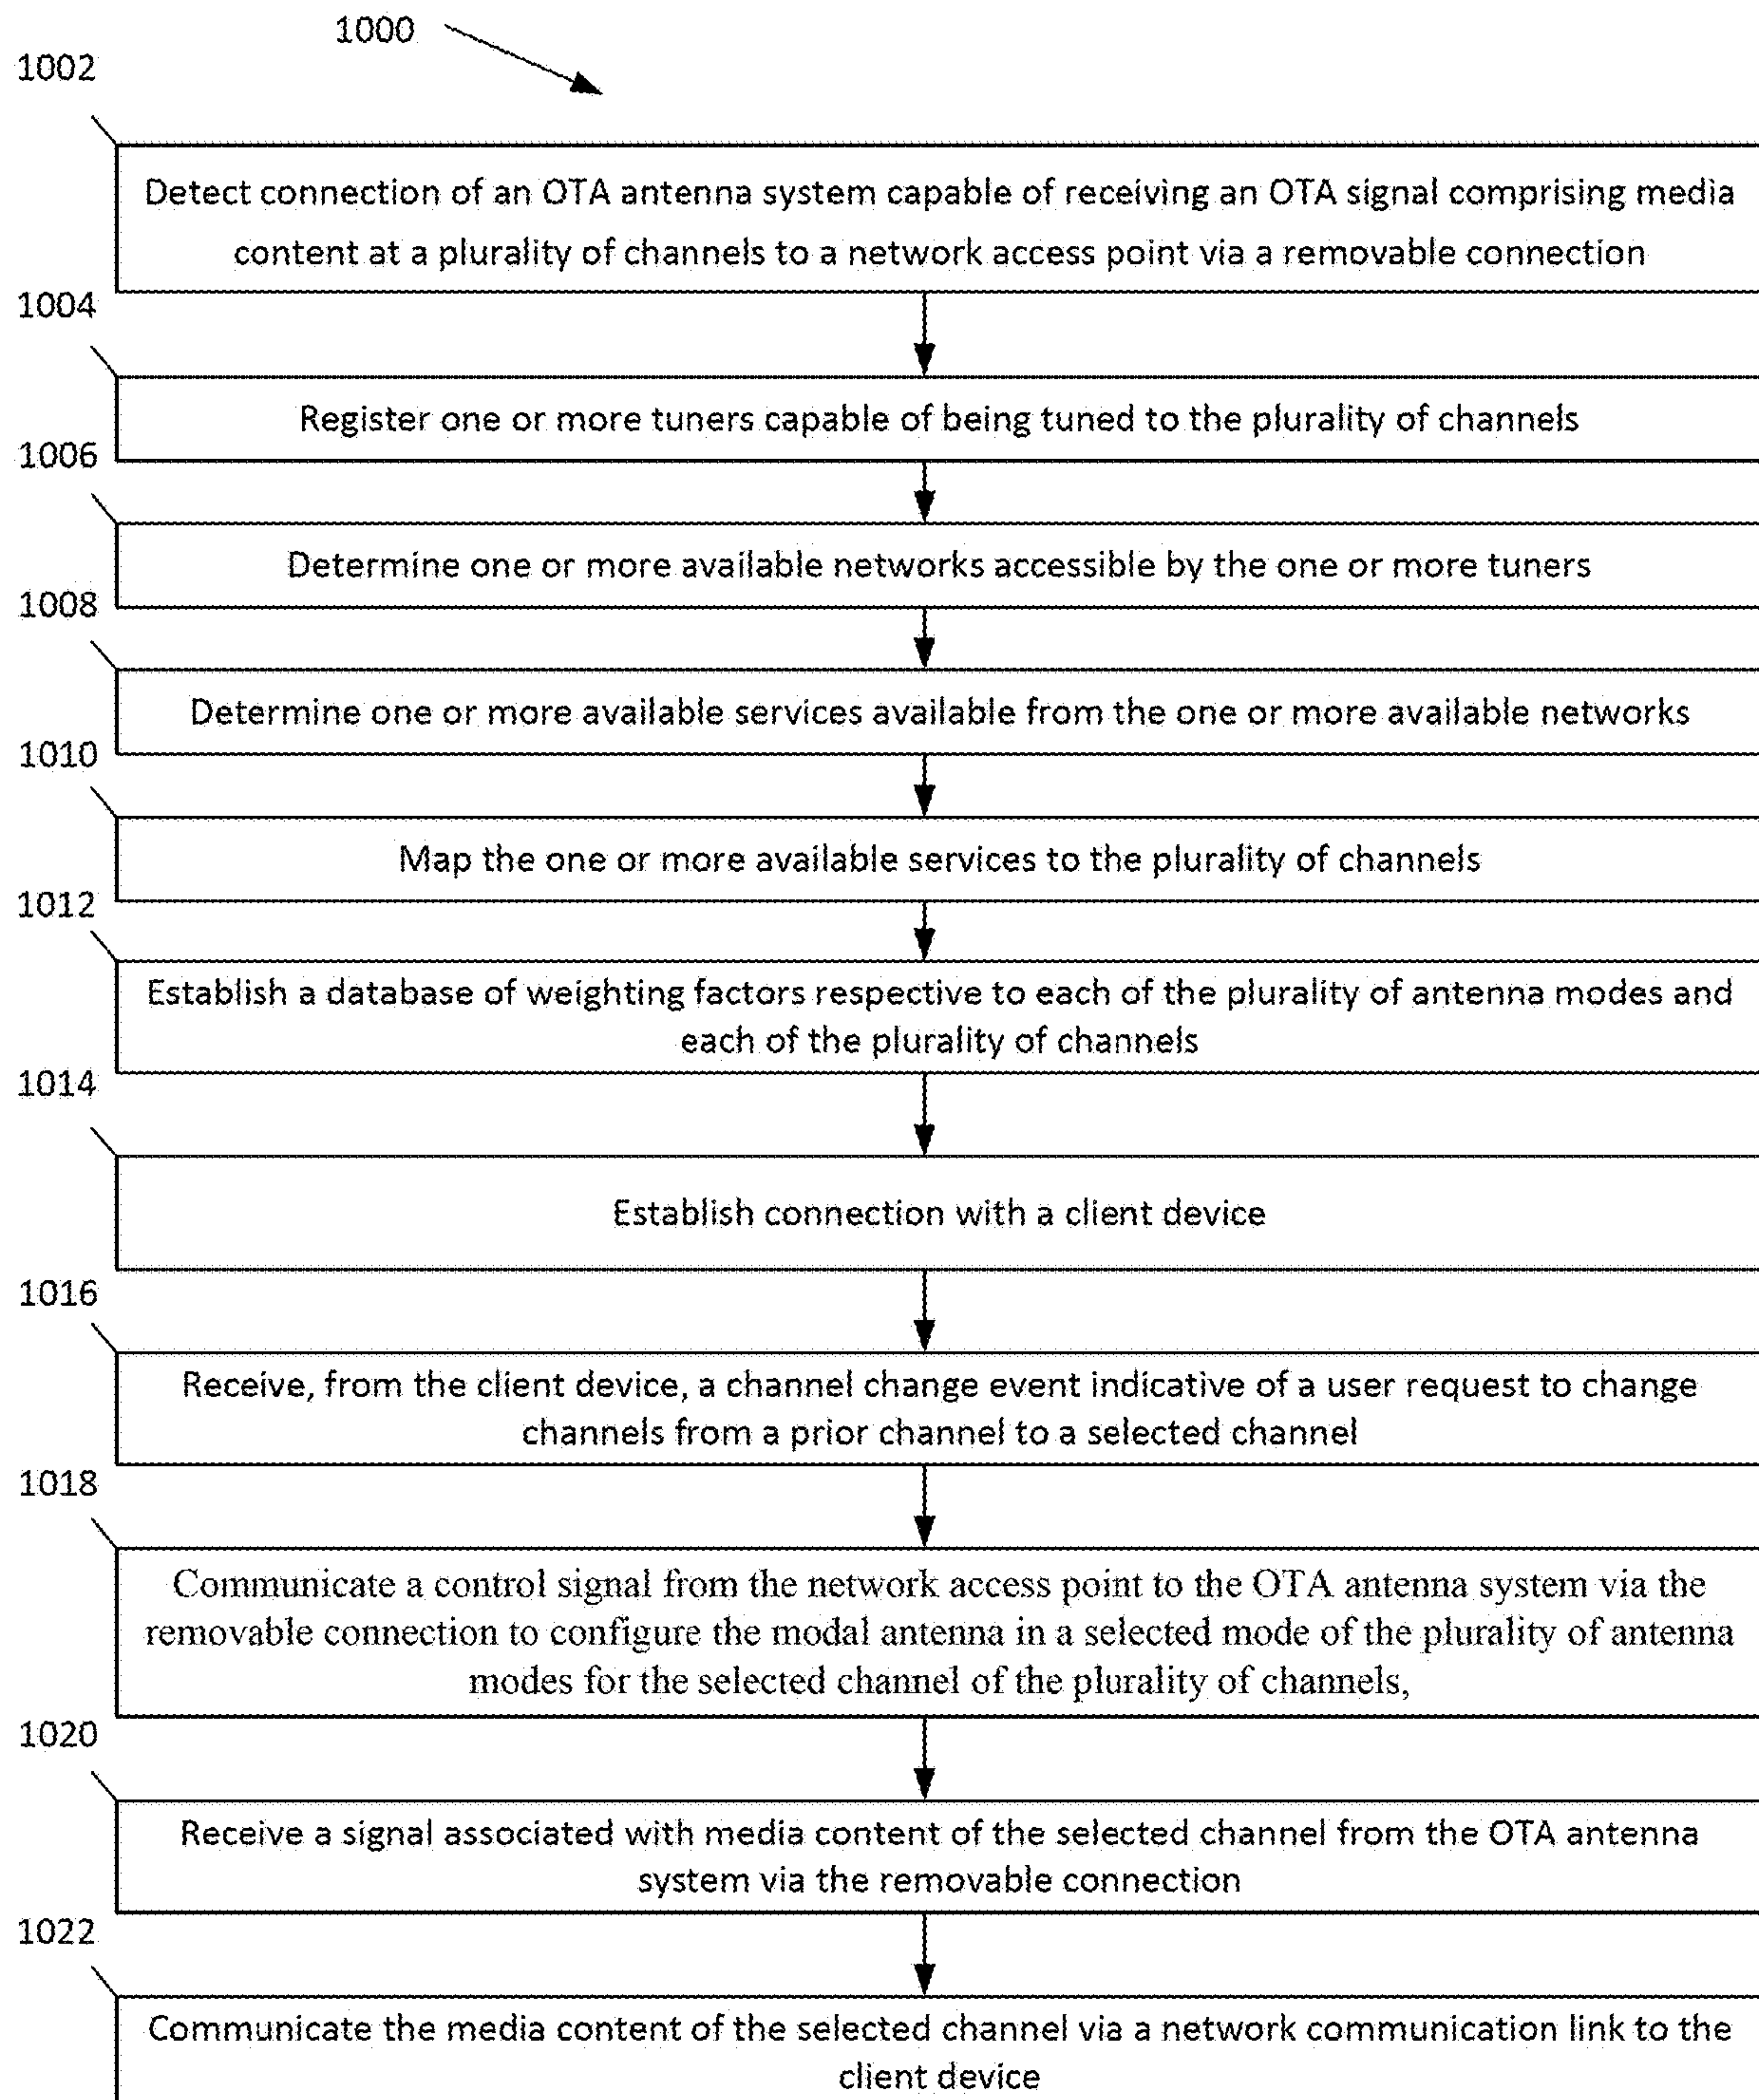 1000
1002
Detect connection of an OTA antenna system capable of receiving an OTA signal comprising media
content at a plurality of channels to a network access point via a removable connection
1004
Register one or more tuners capable of being tuned to the plurality of channels
1006
Determine one or more available networks accessible by the one or more tuners
1008
Determine one or more available services available from the one or more available networks
1010
Map the one or more available services to the plurality of channels
1012
Establish a database of weighting factors respective to each of the plurality of antenna modes and
each of the plurality of channels
1014
Establish connection with a client device
1016
Receive, from the client device, a channel change event indicative of a user request to change
channels from a prior channel to a selected channel
1018
Communicate a control signal from the network access point to the OTA antenna system via the
removable connection to configure the modal antenna in a selected mode of the plurality of antenna
modes for the selected channel of the plurality of channels,
1020
Receive a signal associated with media content of the selected channel from the OTA antenna
system via the removable connection
1022
Communicate the media content of the selected channel via a network communication link to the
client device